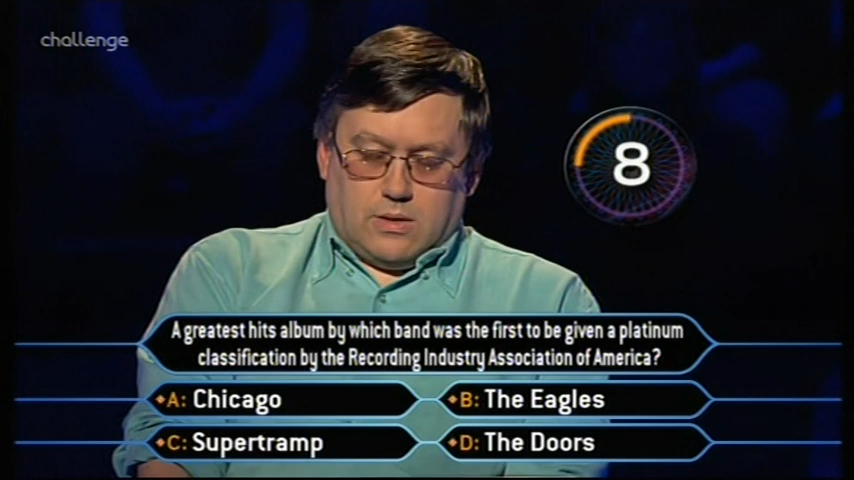 challenge
8
A greatest hits album by which band was the first to be given a platinum
classification by the Recording Industry Association of America?
A: Chicago
B: The Eagles
C: Supertramp
D: The Doors